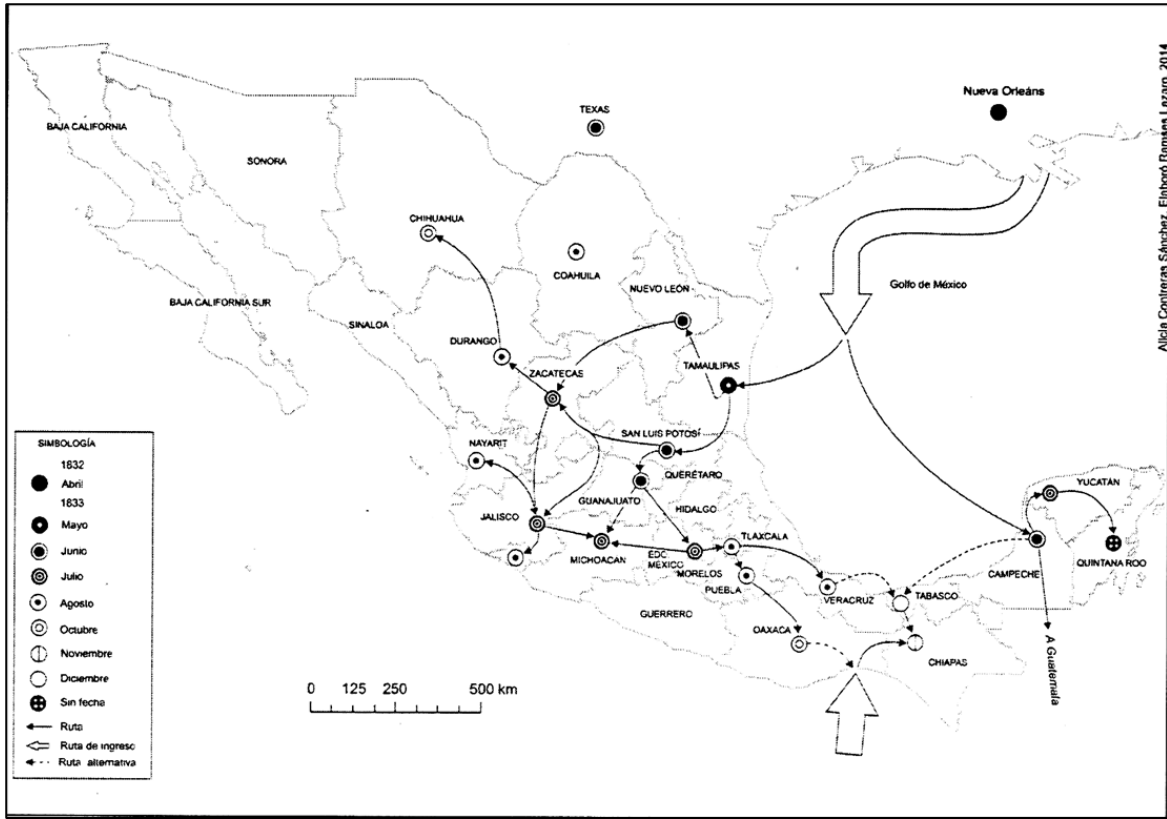 Nueva Orleáns
TEXAS
BAJA CALIFORNIA
SONORA
CHIHUAHUA
COAHUILA
NUEVO LEÓN
Golfo de México
BAJA CALIFORNIA SUR
SINALOA
DURANGO
ZACATECAS
TAMAULIPAS
SAN LUIS POTOSÍ
NAYARIT
QUERÉTARO
GUANAJUATO
HIDALGO
JALISCO
TLAXCALA
MICHOACAN
EDO.
MÉXICO
MORELOS
PUEBLA
VERACRUZ
GUERRERO
OAXACA
TABASCO
CHIAPAS
CAMPECHE
YUCATÁN
QUINTANA ROO
A Guatemala
SIMBOLOGÍA
1832
Abril
1833
Mayo
Junio
Julio
Agosto
Octubre
Noviembre
Diciembre
Sin fecha
Ruta
Ruta de ingreso
Ruta alternativa
0 125 250 500 km
Alicia Contreras Sánchez, Elaboró Ramses Lazaro, 2014